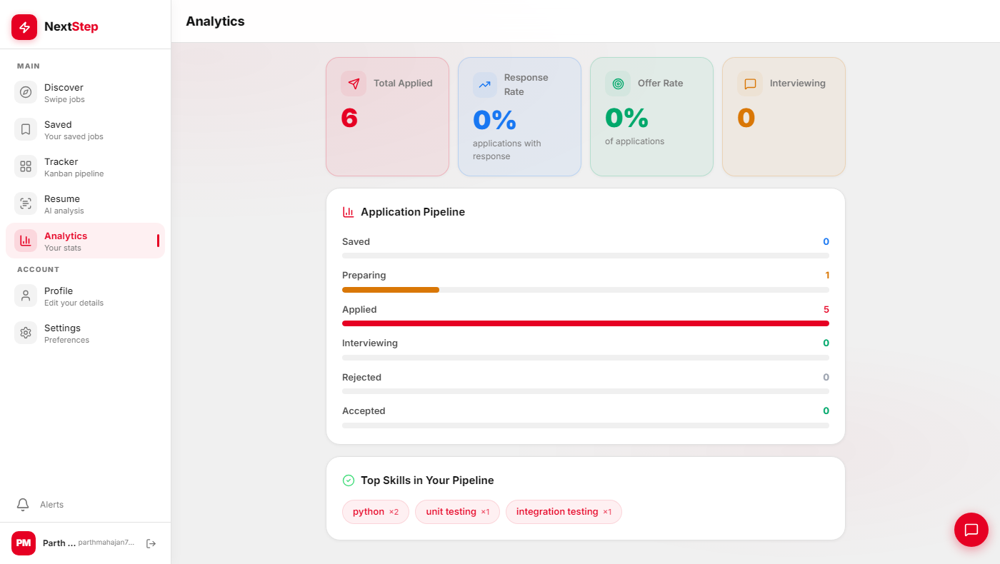 NextStep
MAIN
Discover
Swipe jobs
Saved
Your saved jobs
Tracker
Kanban pipeline
Resume
AI analysis
Analytics
Your stats
ACCOUNT
Profile
Edit your details
Settings
Preferences
Alerts
PM
Parth ... parthmahajan7...
Analytics
Total Applied
6
Response
Rate
0%
applications with
response
Offer Rate
0%
of applications
Interviewing
0
Application Pipeline
Saved 0
Preparing 1
Applied 5
Interviewing 0
Rejected 0
Accepted 0
Top Skills in Your Pipeline
python ×2 unit testing ×1 integration testing ×1